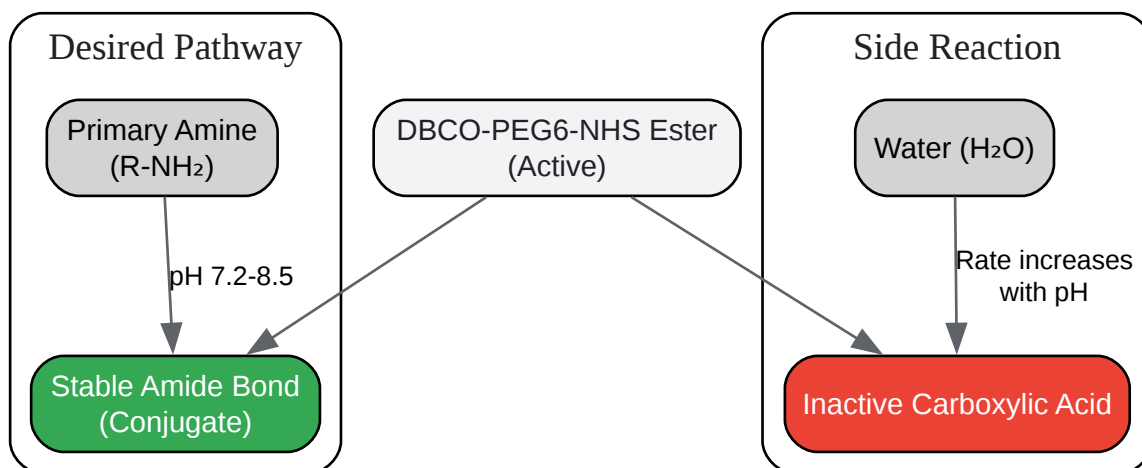 Desired Pathway
Side Reaction
Primary Amine
(R-NH₂)
DBCO-PEG6-NHS Ester
(Active)
Water (H₂O)
pH 7.2-8.5
Rate increases
with pH
Stable Amide Bond
(Conjugate)
Inactive Carboxylic Acid